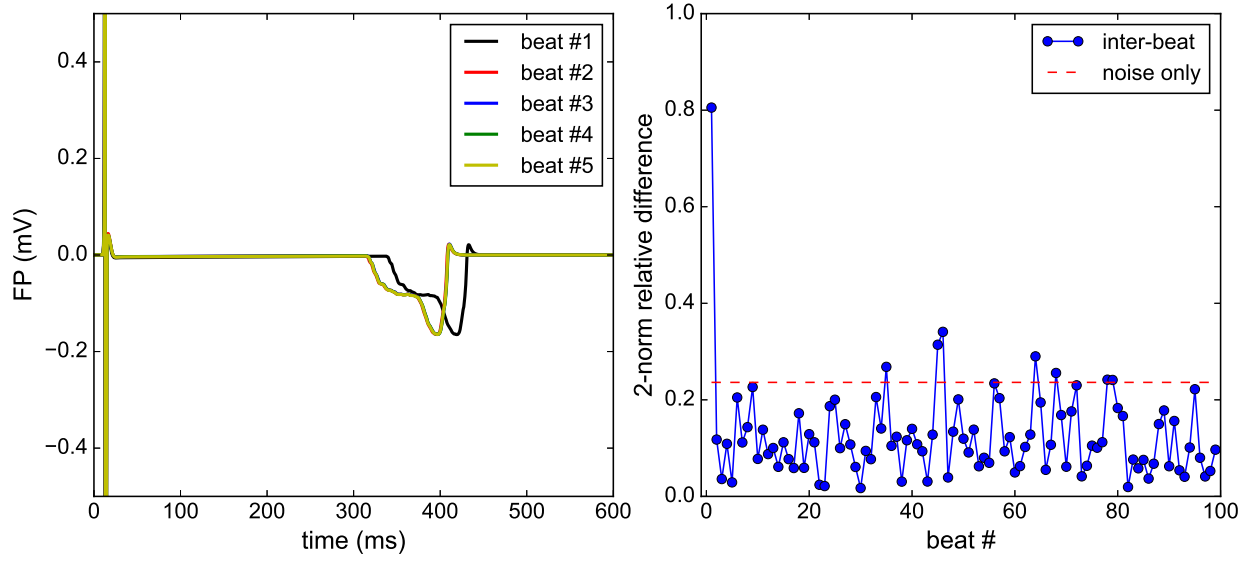 0.4
0.2
0.0
−0.2
−0.4
FP (mV)
0
100
200
300
400
500
600
time (ms)
beat #1
beat #2
beat #3
beat #4
beat #5
1.0
0.8
0.6
0.4
0.2
0.0
2-norm relative difference
0
20
40
60
80
100
beat #
inter-beat
noise only